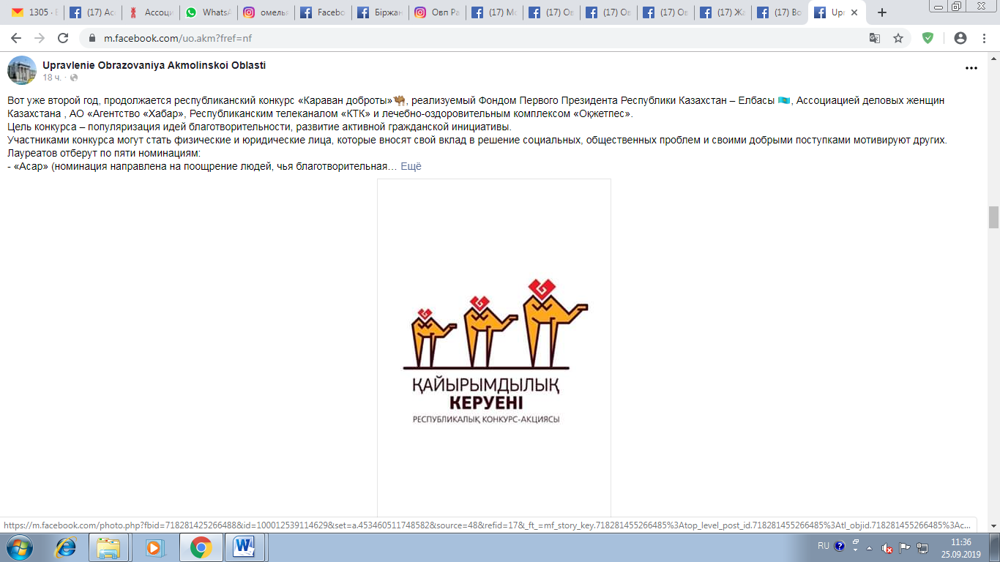 1305 - В
(17) Ас
Ассоци
WhatsA
омелья
Facebo
Біржан
Овп Ра
(17) Мо
(17) Ов
(17) Ов
(17) Ов
(17) Жа
(17) Во
Upr
m.facebook.com/uo.akm?fref=nf
Upravlenie Obrazovaniya Akmolinskoi Oblasti
18 ч. ·
Вот уже второй год, продолжается республиканский конкурс «Караван доброты»🐫, реализуемый Фондом Первого Президента Республики Казахстан – Елбасы 🇰🇿, Ассоциацией деловых женщин
Казахстана , АО «Агентство «Хабар», Республиканским телеканалом «КТК» и лечебно-оздоровительным комплексом «Оқжетпес».
Цель конкурса – популяризация идей благотворительности, развитие активной гражданской инициативы.
Участниками конкурса могут стать физические и юридические лица, которые вносят свой вклад в решение социальных, общественных проблем и своими добрыми поступками мотивируют других.
Лауреатов отберут по пяти номинациям:
- «Асар» (номинация направлена на поощрение людей, чья благотворительная… Ещё
ҚАЙЫРЫМДЫЛЫҚ
КЕРУЕНІ
РЕСПУБЛИКАЛЫҚ КОНКУРС-АКЦИЯСЫ
https://m.facebook.com/photo.php?fbid=718281425266488&id=100012539114629&set=a.453460511748582&source=48&refid=17&_ft_=mf_story_key.718281455266485%3Atop_level_post_id.718281455266485%3Atl_objid.718281455266485%3Ac...
RU
11:36
25.09.2019